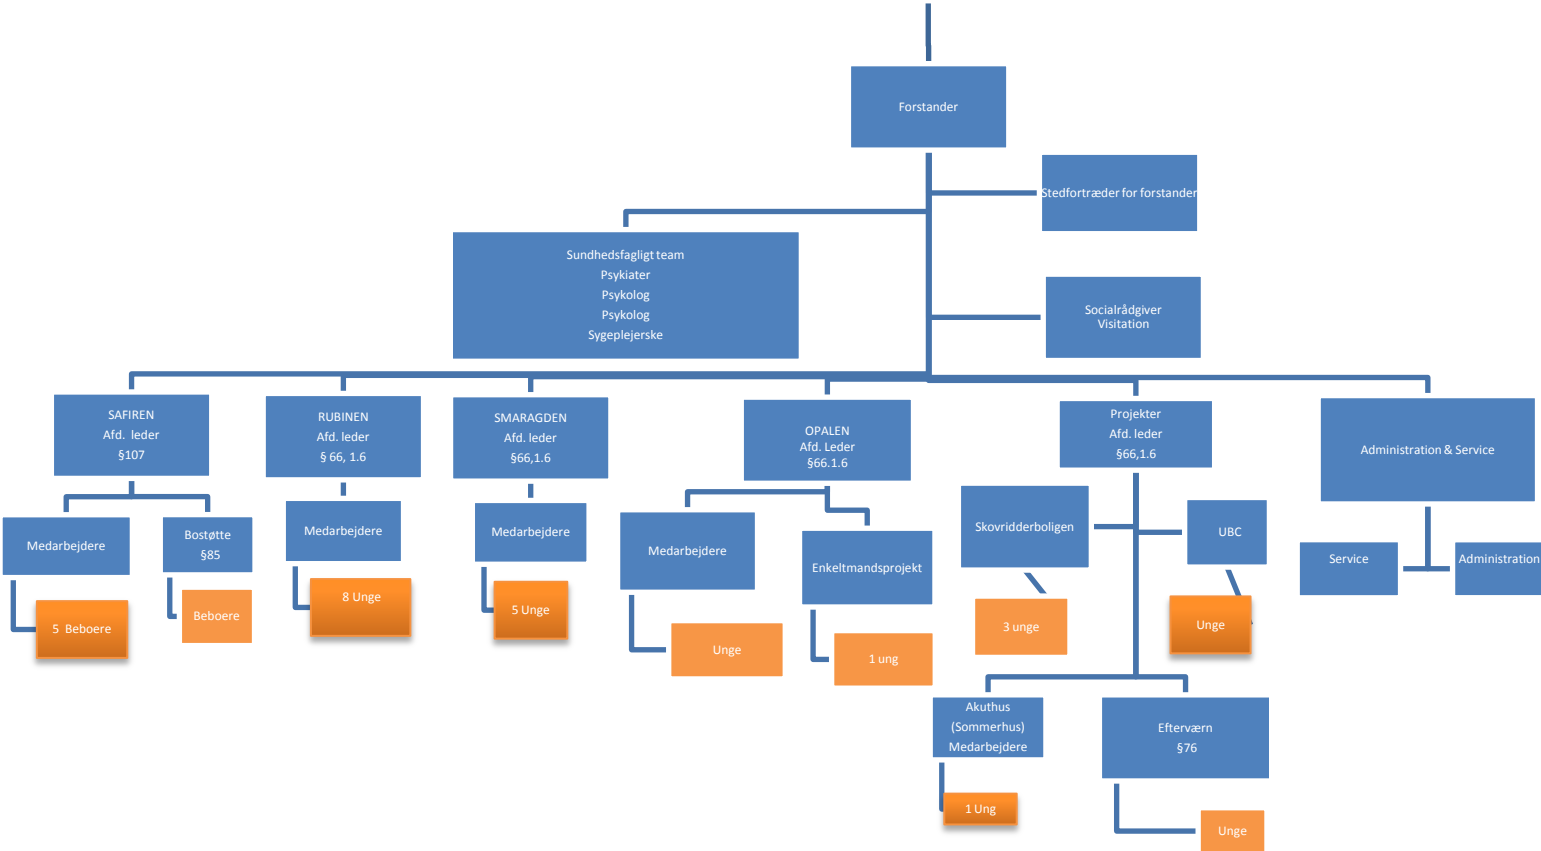 Forstander
Stedfortræder for forstander
Sundhedsfagligt team
Psykiater
Psykolog
Psykolog
Sygeplejerske
Socialrådgiver
Visitation
SAFIREN
Afd. leder
§107
RUBINEN
Afd. leder
§ 66, 1.6
SMARAGDEN
Afd. leder
§66,1.6
OPALEN
Afd. Leder
§66.1.6
Projekter
Afd. leder
§66,1.6
Administration & Service
Medarbejdere
Bostøtte
§85
Medarbejdere
Medarbejdere
Medarbejdere
Enkeltmandsprojekt
Skovridderboligen
UBC
Service
Administration
5 Beboere
Beboere
8 Unge
5 Unge
Unge
1 ung
3 unge
Unge
Akuthus
(Sommerhus)
Medarbejdere
Efterværn
§76
1 Ung
Unge